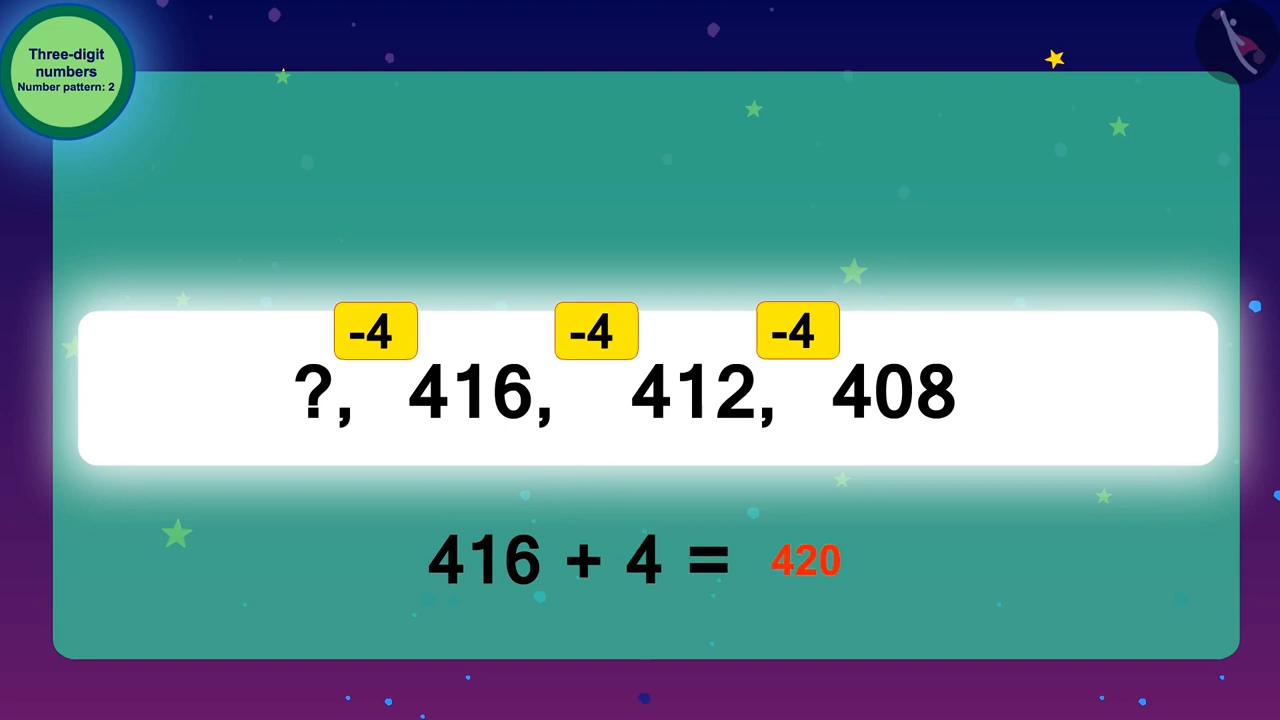 Three-digit
numbers
Number pattern: 2
-4 -4 -4
?, 416, 412, 408
416 + 4 = 420